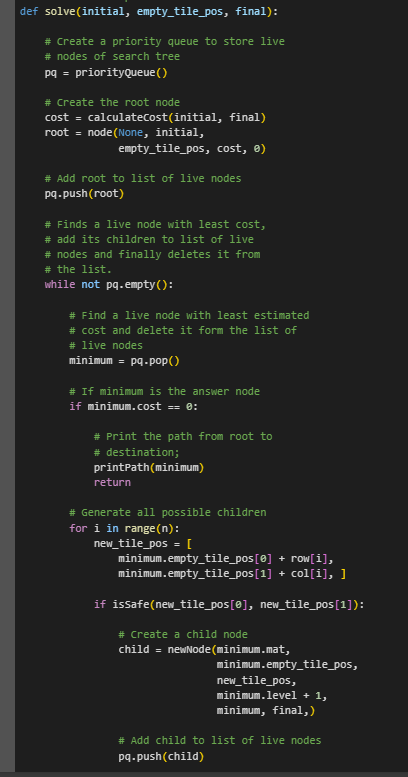 def solve(initial, empty_tile_pos, final):
# Create a priority queue to store live
# nodes of search tree
pq = priorityQueue()
# Create the root node
cost = calculateCost(initial, final)
root = node(None, initial,
empty_tile_pos, cost, 0)
# Add root to list of live nodes
pq.push(root)
# Finds a live node with least cost,
# add its children to list of live
# nodes and finally deletes it from
# the list.
while not pq.empty():
# Find a live node with least estimated
# cost and delete it form the list of
# live nodes
minimum = pq.pop()
# If minimum is the answer node
if minimum.cost == 0:
# Print the path from root to
# destination;
printPath(minimum)
return
# Generate all possible children
for i in range(n):
new_tile_pos = [
minimum.empty_tile_pos[0] + row[i],
minimum.empty_tile_pos[1] + col[i], ]
if isSafe(new_tile_pos[0], new_tile_pos[1]):
# Create a child node
child = newNode(minimum.mat,
minimum.empty_tile_pos,
new_tile_pos,
minimum.level + 1,
minimum, final,)
# Add child to list of live nodes
pq.push(child)